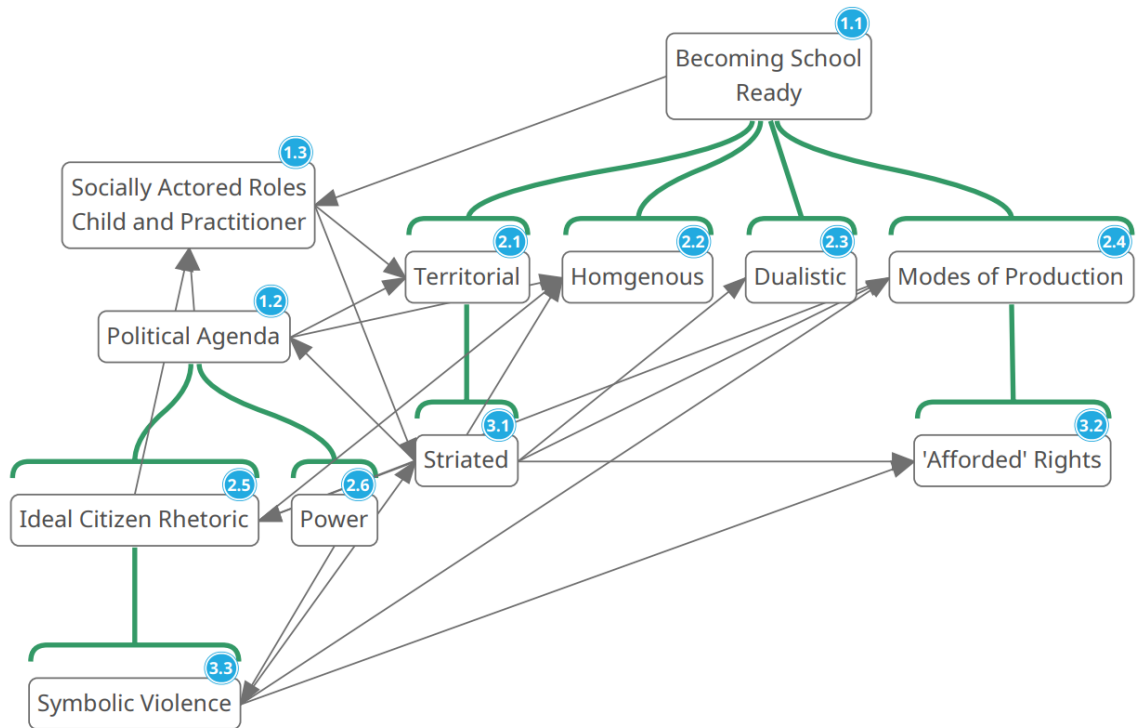 1.1
Becoming School
Ready
1.3
Socially Actored Roles
Child and Practitioner
2.1
Territorial
2.2
Homgenous
2.3
Dualistic
2.4
Modes of Production
1.2
Political Agenda
3.1
Striated
3.2
'Afforded' Rights
2.5
Ideal Citizen Rhetoric
2.6
Power
3.3
Symbolic Violence